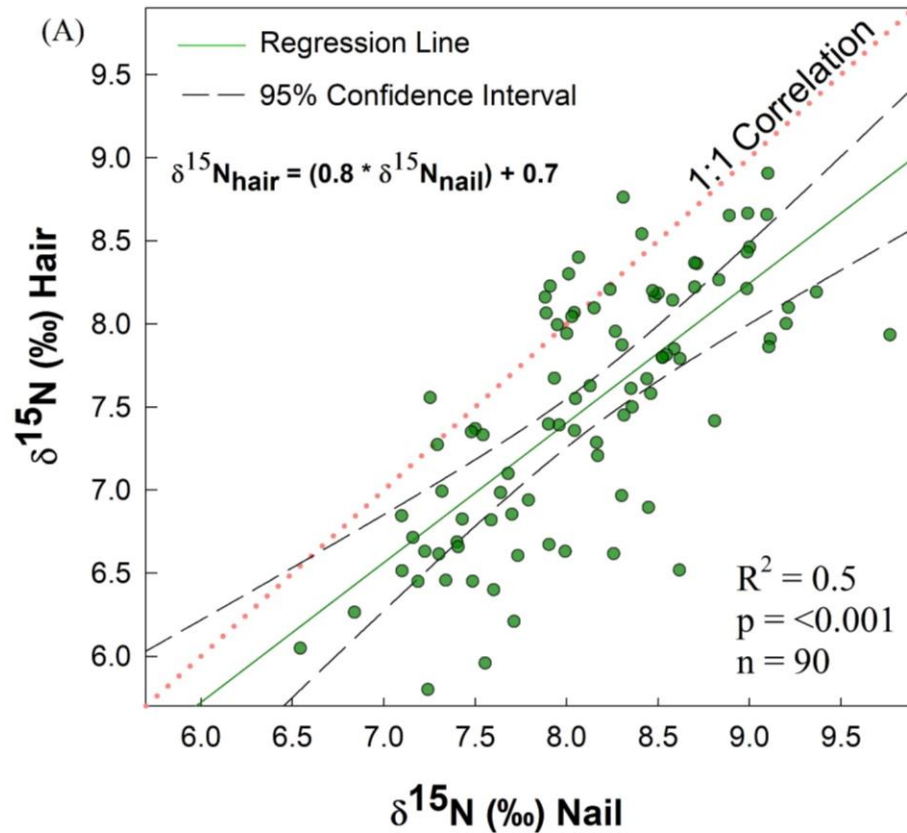 (A)
Regression Line
95% Confidence Interval
δ¹⁵N_hair = (0.8 * δ¹⁵N_nail) + 0.7
1:1 Correlation
R² = 0.5
p = <0.001
n = 90
9.5
9.0
8.5
8.0
7.5
7.0
6.5
6.0
δ¹⁵N (‰) Hair
6.0 6.5 7.0 7.5 8.0 8.5 9.0 9.5
δ¹⁵N (‰) Nail